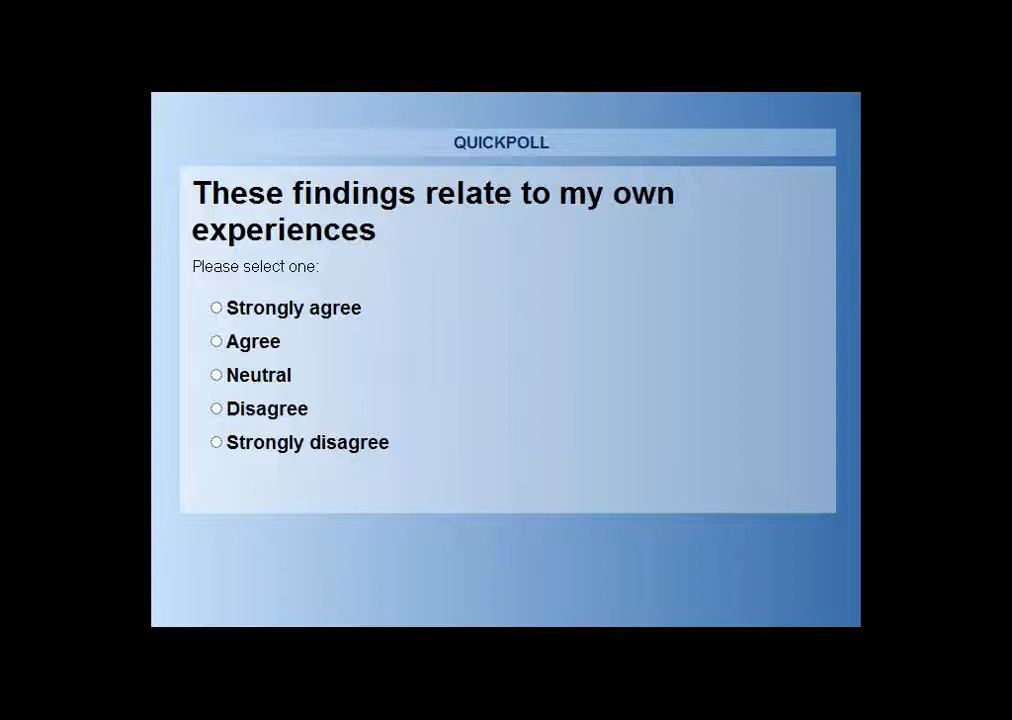 QUICKPOLL
These findings relate to my own
experiences
Please select one:
Strongly agree
Agree
Neutral
Disagree
Strongly disagree